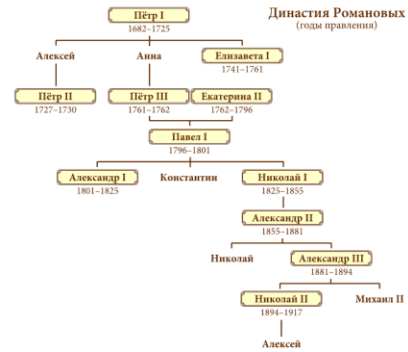 Династия Романовых
(годы правления)
Пётр I
1682–1725
Алексей
Анна
Елизавета I
1741–1761
Пётр II
1727–1730
Пётр III
1761–1762
Екатерина II
1762–1796
Павел I
1796–1801
Александр I
1801–1825
Константин
Николай I
1825–1855
Александр II
1855–1881
Николай
Александр III
1881–1894
Николай II
1894–1917
Михаил II
Алексей